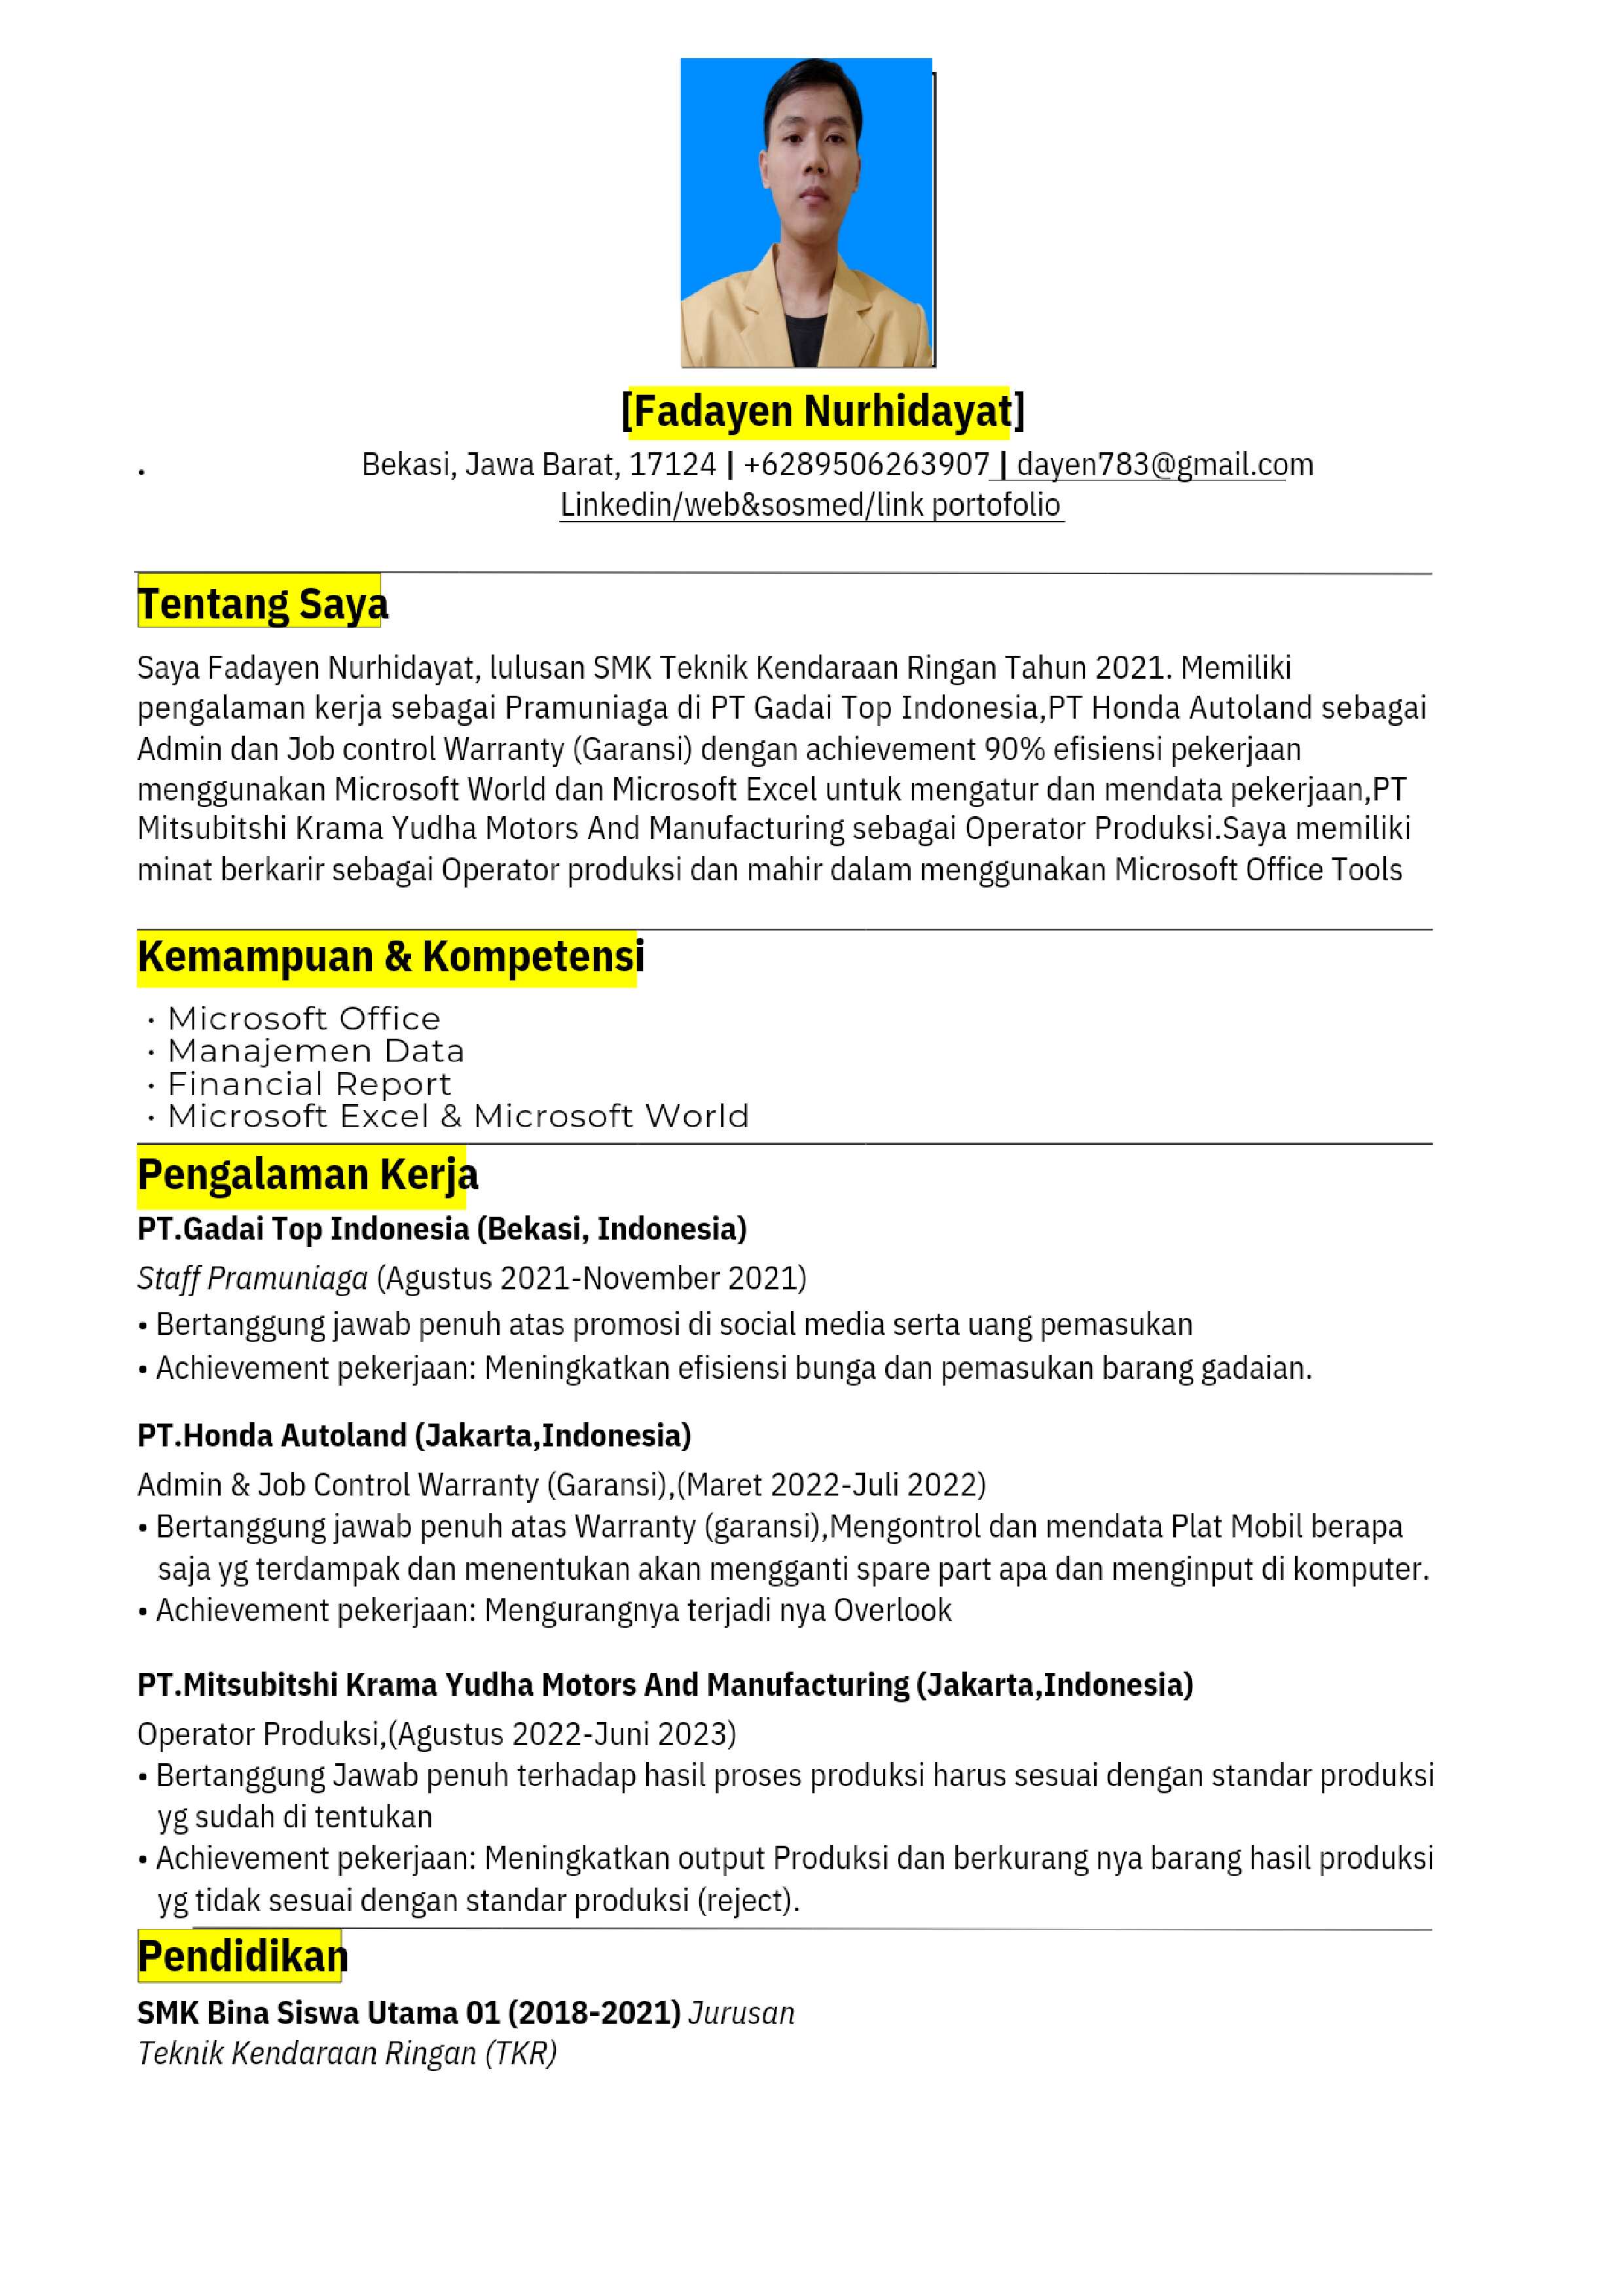 [Fadayen Nurhidayat]
• Bekasi, Jawa Barat, 17124 | +6289506263907 | dayen783@gmail.com
Linkedin/web&sosmed/link portofolio
Tentang Saya
Saya Fadayen Nurhidayat, lulusan SMK Teknik Kendaraan Ringan Tahun 2021. Memiliki
pengalaman kerja sebagai Pramuniaga di PT Gadai Top Indonesia,PT Honda Autoland sebagai
Admin dan Job control Warranty (Garansi) dengan achievement 90% efisiensi pekerjaan
menggunakan Microsoft World dan Microsoft Excel untuk mengatur dan mendata pekerjaan,PT
Mitsubitshi Krama Yudha Motors And Manufacturing sebagai Operator Produksi.Saya memiliki
minat berkarir sebagai Operator produksi dan mahir dalam menggunakan Microsoft Office Tools
Kemampuan & Kompetensi
• Microsoft Office
• Manajemen Data
• Financial Report
• Microsoft Excel & Microsoft World
Pengalaman Kerja
PT.Gadai Top Indonesia (Bekasi, Indonesia)
Staff Pramuniaga (Agustus 2021-November 2021)
• Bertanggung jawab penuh atas promosi di social media serta uang pemasukan
• Achievement pekerjaan: Meningkatkan efisiensi bunga dan pemasukan barang gadaian.
PT.Honda Autoland (Jakarta,Indonesia)
Admin & Job Control Warranty (Garansi),(Maret 2022-Juli 2022)
• Bertanggung jawab penuh atas Warranty (garansi),Mengontrol dan mendata Plat Mobil berapa
saja yg terdampak dan menentukan akan mengganti spare part apa dan menginput di komputer.
• Achievement pekerjaan: Mengurangnya terjadi nya Overlook
PT.Mitsubitshi Krama Yudha Motors And Manufacturing (Jakarta,Indonesia)
Operator Produksi,(Agustus 2022-Juni 2023)
• Bertanggung Jawab penuh terhadap hasil proses produksi harus sesuai dengan standar produksi
yg sudah di tentukan
• Achievement pekerjaan: Meningkatkan output Produksi dan berkurang nya barang hasil produksi
yg tidak sesuai dengan standar produksi (reject).
Pendidikan
SMK Bina Siswa Utama 01 (2018-2021) Jurusan
Teknik Kendaraan Ringan (TKR)